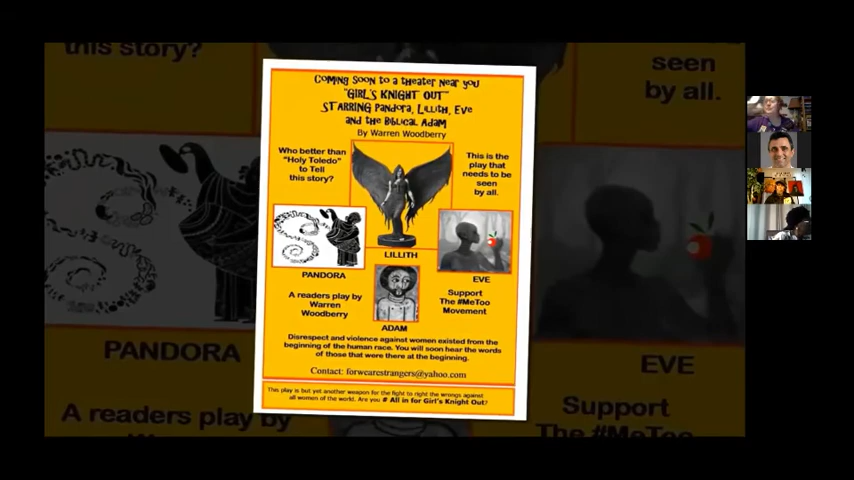 this story?
seen
by all.
PANDORA
A readers play by
EVE
Support
The #MeToo
Coming Soon to a theater near you
"GIRL'S KNIGHT OUT"
STARRING Pandora, Lillith, Eve
and the Biblical Adam
By Warren Woodberry
Who better than
"Holy Toledo"
to Tell
this story?
This is the
play that
needs to be
seen
by all.
LILLITH
PANDORA
EVE
A readers play by
Warren
Woodberry
Support
The #MeToo
Movement
ADAM
Disrespect and violence against women existed from the
beginning of the human race. You will soon hear the words
of those that were there at the beginning.
Contact: forwearestrangers@yahoo.com
This play is but yet another weapon for the fight to right the wrongs against
all women of the world. Are you # All in for Girl's Knight Out?